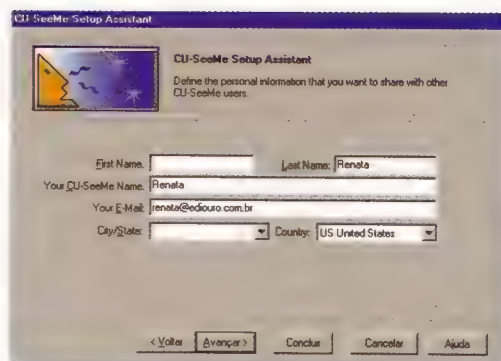 CU-SeeMe Setup Assistant
CU-SeeMe Setup Assistant
Define the personal information that you want to share with other
CU-SeeMe users.
First Name: Last Name: Renata
Your CU-SeeMe Name: Renata
Your E-Mail: renata@ediouro.com.br
City/State: Country: US United States
< Voltar Avançar > Concluir Cancelar Ajuda